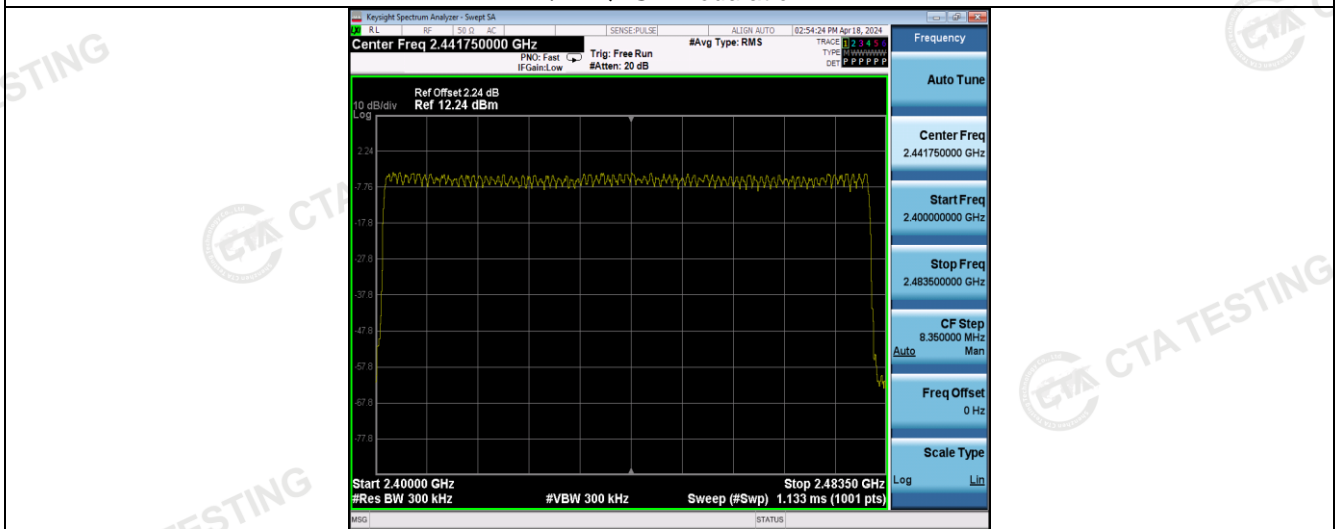 Keysight Spectrum Analyzer - Swept SA
RL RF 50 Ω AC SENSE:PULSE ALIGN AUTO 02:54:24 PM Apr 18, 2024
Center Freq 2.441750000 GHz #Avg Type: RMS TRACE 1 2 3 4 5 6 Frequency
PNO: Fast Trig: Free Run TYPE M WWWWW
IFGain:Low #Atten: 20 dB DET P P P P P P
Auto Tune
Ref Offset 2.24 dB
10 dB/div Ref 12.24 dBm
Log
Center Freq
2.441750000 GHz
2.24
-7.76
Start Freq
2.400000000 GHz
-17.8
-27.8
Stop Freq
2.483500000 GHz
-37.8
CF Step
8.350000 MHz
Auto Man
-47.8
-57.8
Freq Offset
0 Hz
-67.8
-77.8
Scale Type
Log Lin
Start 2.40000 GHz Stop 2.48350 GHz
#Res BW 300 kHz #VBW 300 kHz Sweep (#Swp) 1.133 ms (1001 pts)
MSG STATUS
STING
CTA
CTA TESTING
TESTING